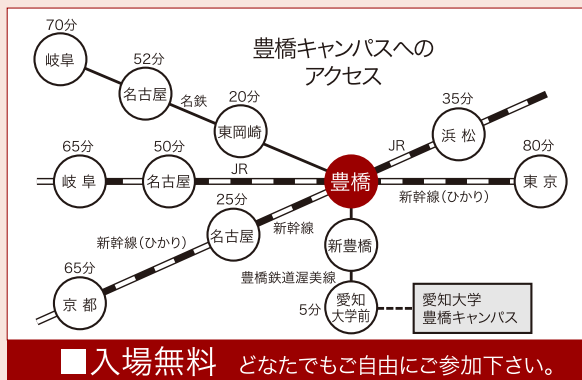 豊橋キャンパスへの
アクセス
70分
岐阜
52分
名古屋
名鉄
20分
東岡崎
35分
浜松
JR
65分
岐阜
50分
名古屋
JR
豊橋
80分
東京
新幹線(ひかり)
25分
名古屋
新幹線
新幹線(ひかり)
65分
京都
新豊橋
豊橋鉄道渥美線
5分
愛知
大学前
愛知大学
豊橋キャンパス
■入場無料 どなたでもご自由にご参加下さい。